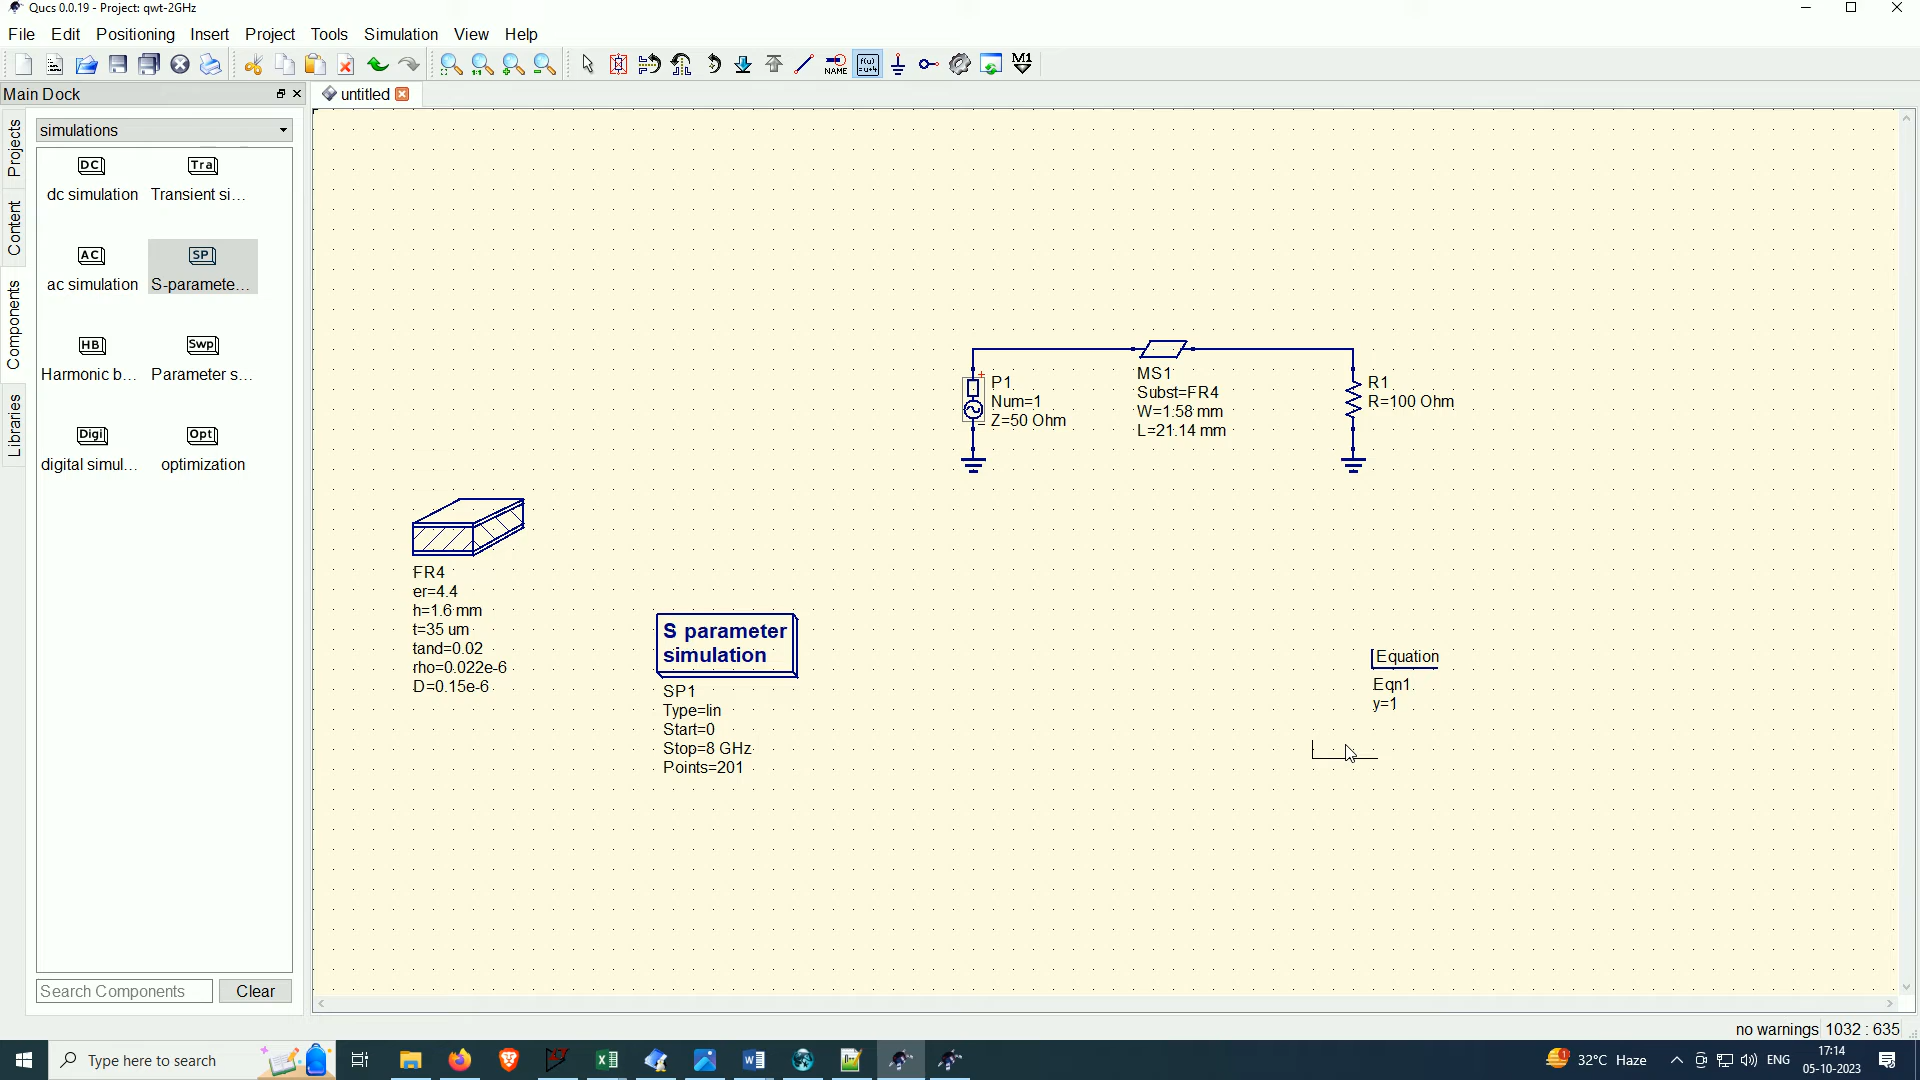 Qucs 0.0.19 - Project: qwt-2GHz
File Edit Positioning Insert Project Tools Simulation View Help
NAME
f(u)
=u+4
M1
Main Dock
untitled
Projects
Content
Components
Libraries
simulations
DC
Tra
dc simulation
Transient si...
AC
SP
ac simulation
S-paramete...
HB
Swp
Harmonic b...
Parameter s...
Digi
Opt
digital simul...
optimization
P1
Num=1
Z=50 Ohm
MS1
Subst=FR4
W=1.58 mm
L=21.14 mm
R1
R=100 Ohm
FR4
er=4.4
h=1.6 mm
t=35 um
tand=0.02
rho=0.022e-6
D=0.15e-6
S parameter
simulation
SP1
Type=lin
Start=0
Stop=8 GHz
Points=201
Equation
Eqn1
y=1
Search Components
Clear
no warnings 1032 : 635
Type here to search
32°C Haze
ENG
17:14
05-10-2023